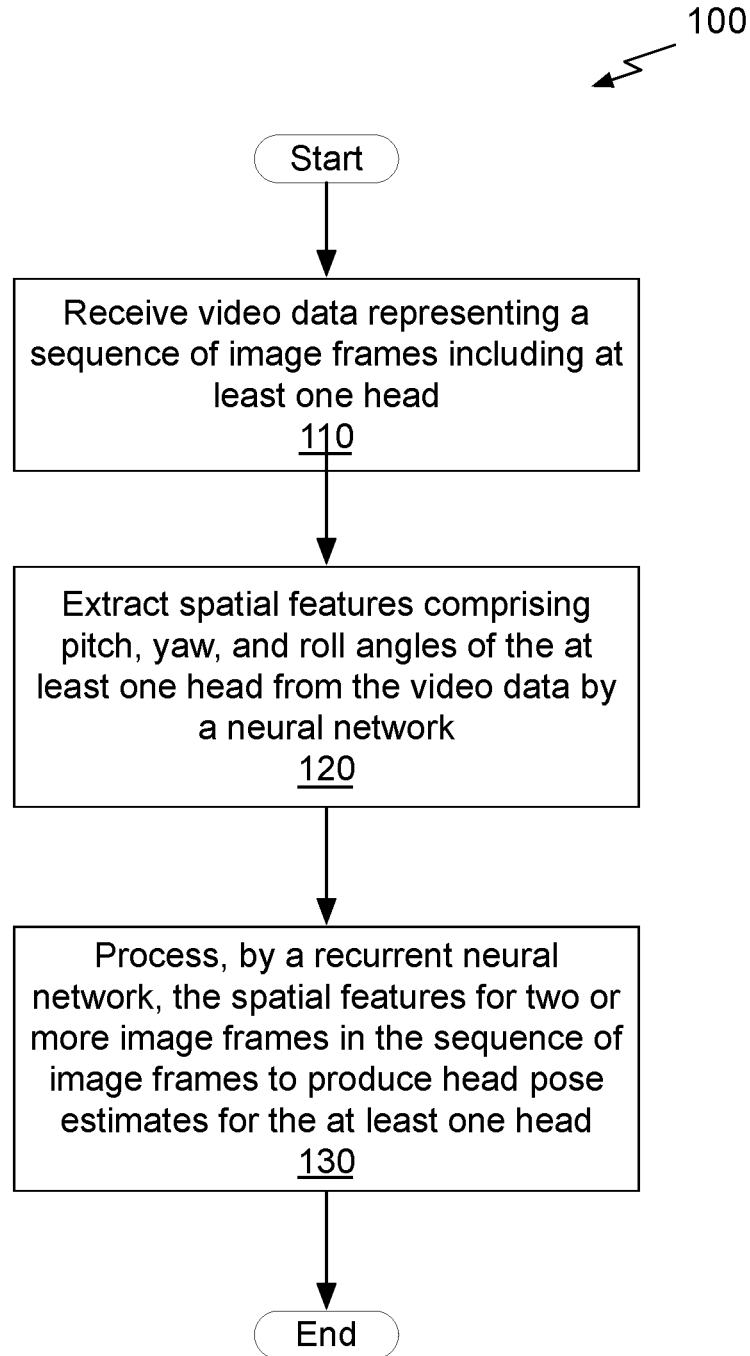 100
Start
Receive video data representing a
sequence of image frames including at
least one head
110
Extract spatial features comprising
pitch, yaw, and roll angles of the at
least one head from the video data by
a neural network
120
Process, by a recurrent neural
network, the spatial features for two or
more image frames in the sequence of
image frames to produce head pose
estimates for the at least one head
130
End